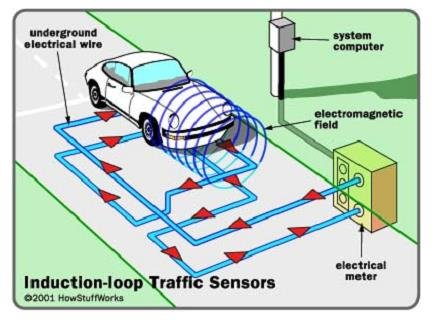 underground
electrical wire
system
computer
electromagnetic
field
electrical
meter
Induction-loop Traffic Sensors
©2001 HowStuffWorks